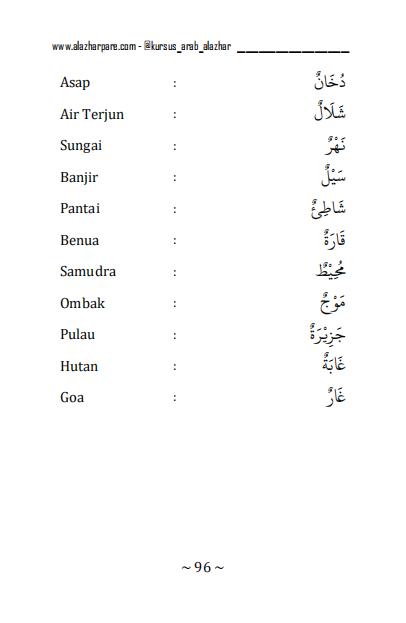 www.azharpare.com - @kursus_arab_alazhar
Asap : دُخَانٌ
Air Terjun : شَلَالٌ
Sungai : نَهْرٌ
Banjir : سَيْلٌ
Pantai : شَاطِئٌ
Benua : قَارَةٌ
Samudra : مُحِيْطٌ
Ombak : مَوْجٌ
Pulau : جَزِيْرَةٌ
Hutan : غَابَةٌ
Goa : غَارٌ
~ 96 ~